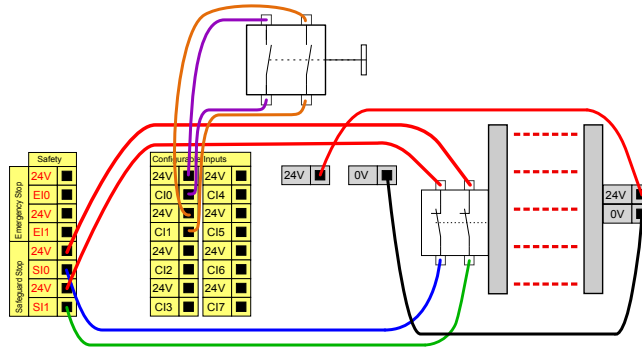 Safety
Emergency Stop
24V
EI0
24V
EI1
Safeguard Stop
24V
SI0
24V
SI1
Configurable Inputs
24V 24V
CI0 CI4
24V 24V
CI1 CI5
24V 24V
CI2 CI6
24V 24V
CI3 CI7
24V
0V
24V
0V